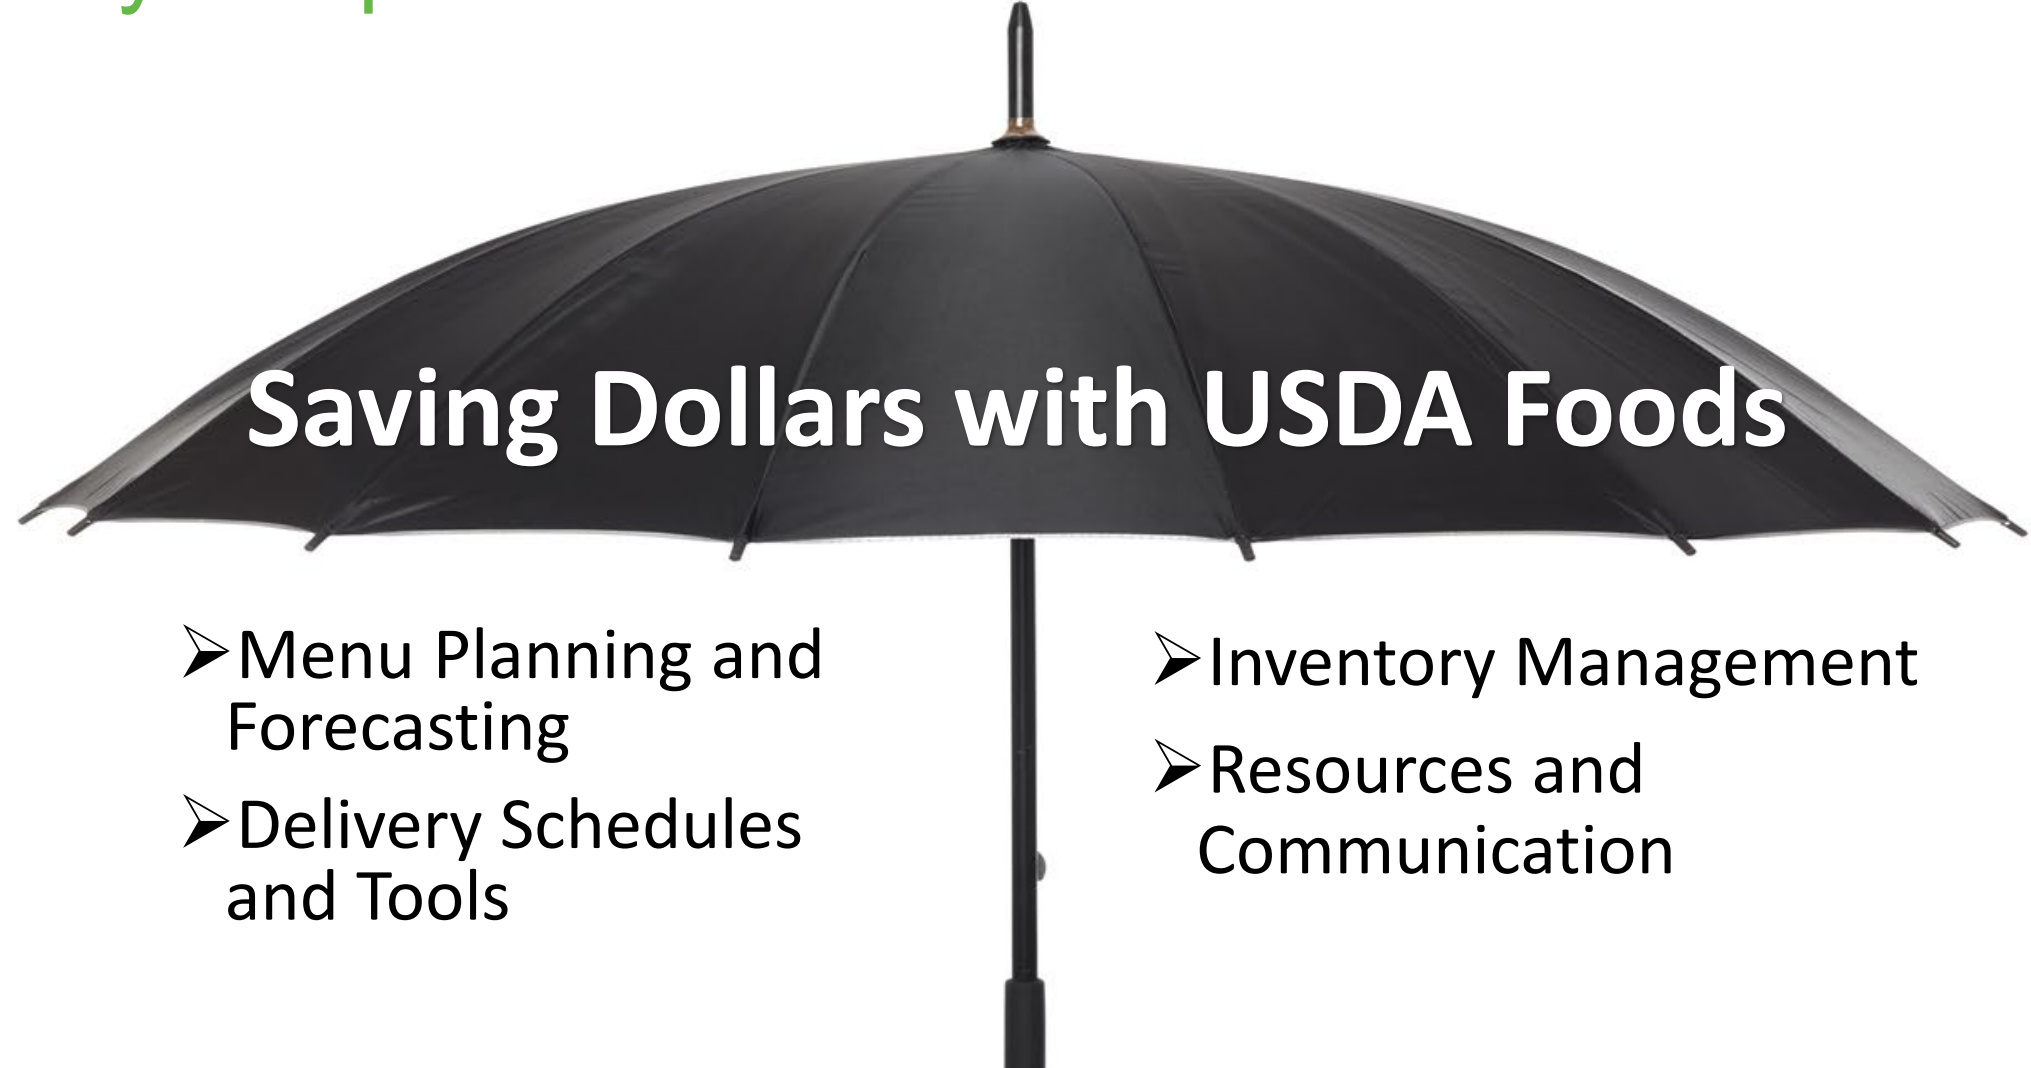 Saving Dollars with USDA Foods
➢Menu Planning and
Forecasting
➢Delivery Schedules
and Tools
➢Inventory Management
➢Resources and
Communication